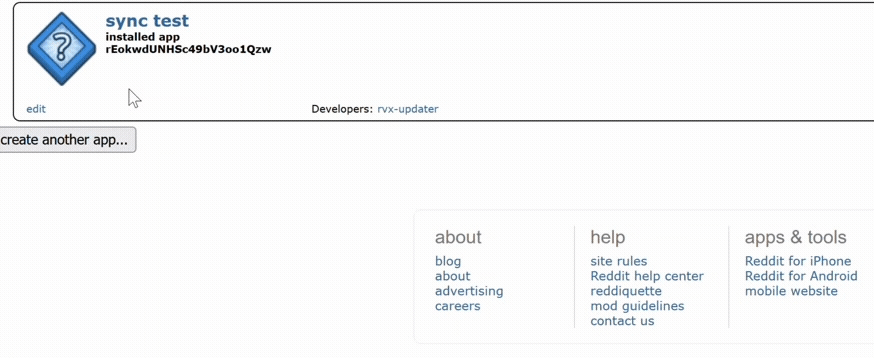 sync test
installed app
rEokwdUNHSc49bV3oo1Qzw
edit
Developers: rvx-updater
create another app...
about
blog
about
advertising
careers
help
site rules
Reddit help center
reddiquette
mod guidelines
contact us
apps & tools
Reddit for iPhone
Reddit for Android
mobile website